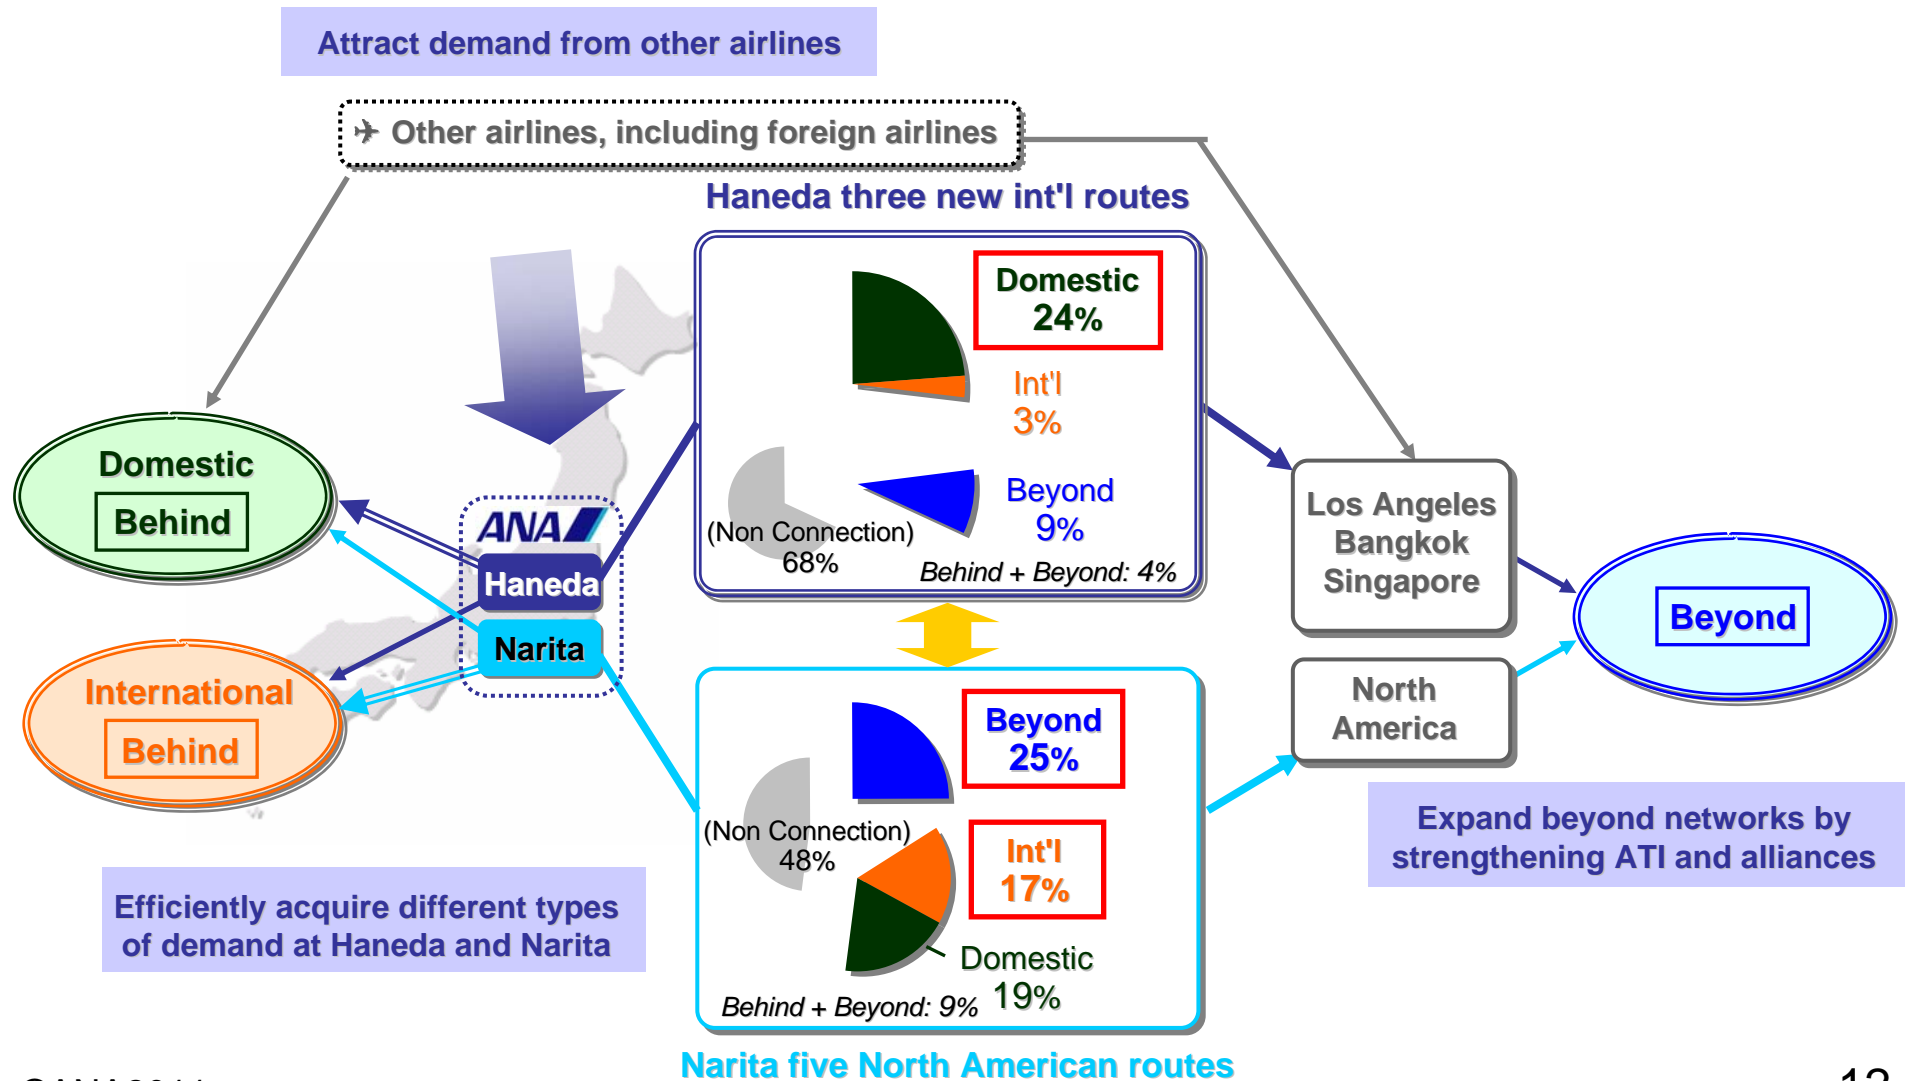 Attract demand from other airlines
✈ Other airlines, including foreign airlines
Haneda three new int'l routes
Domestic
24%
Int'l
3%
Beyond
9%
(Non Connection)
68%
Behind + Beyond: 4%
Domestic
Behind
ANA
Haneda
Narita
International
Behind
Los Angeles
Bangkok
Singapore
North
America
Beyond
Beyond
25%
(Non Connection)
48%
Int'l
17%
Domestic
19%
Behind + Beyond: 9%
Expand beyond networks by
strengthening ATI and alliances
Efficiently acquire different types
of demand at Haneda and Narita
Narita five North American routes